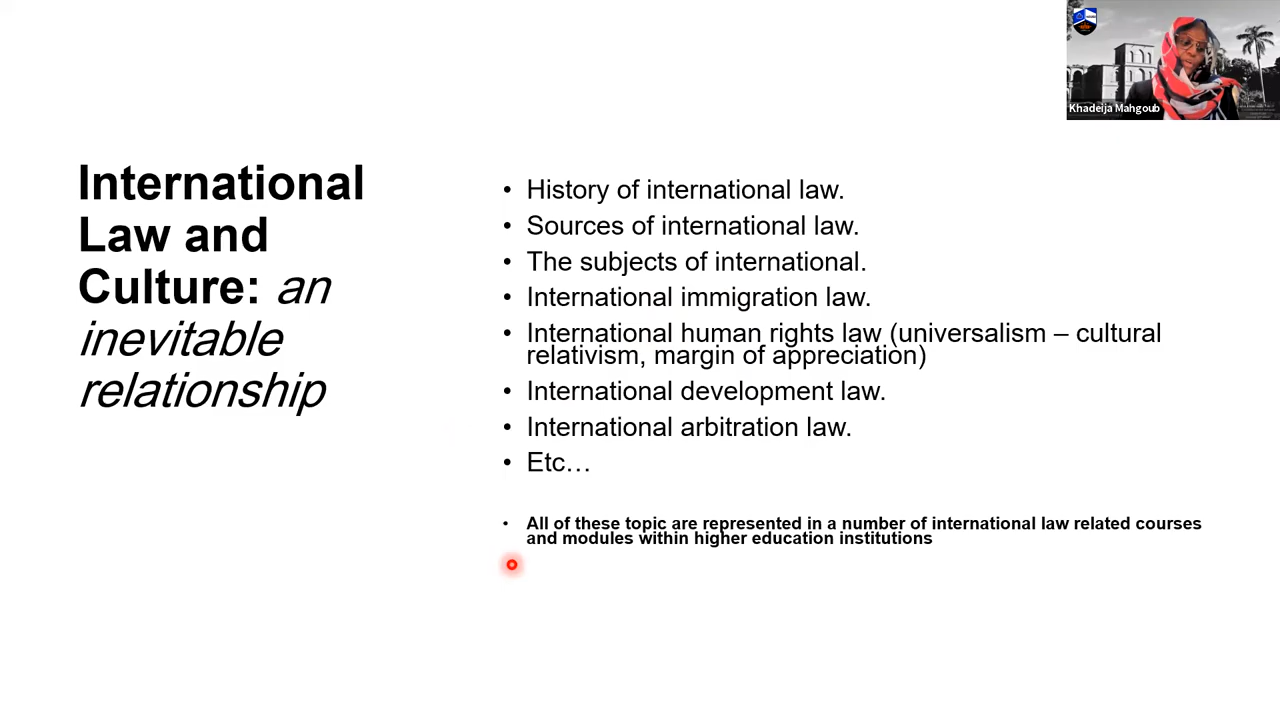 Khadeija Mahgoub
International
Law and
Culture: an
inevitable
relationship
• History of international law.
• Sources of international law.
• The subjects of international.
• International immigration law.
• International human rights law (universalism – cultural
relativism, margin of appreciation)
• International development law.
• International arbitration law.
• Etc…
• All of these topic are represented in a number of international law related courses
and modules within higher education institutions